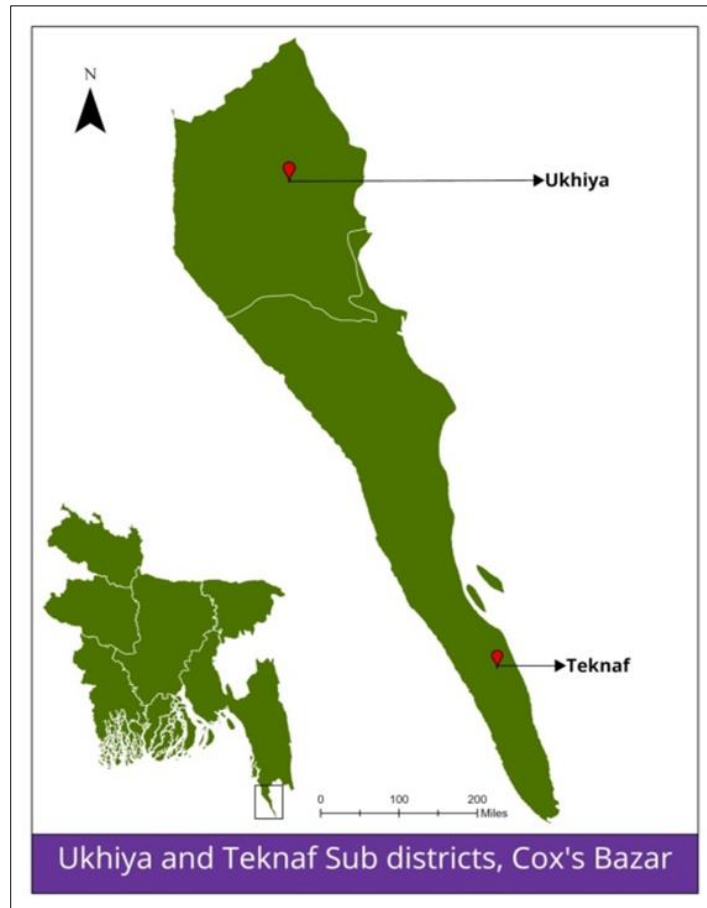 N
Ukhiya
Teknaf
0 100 200
Miles
Ukhiya and Teknaf Sub districts, Cox's Bazar